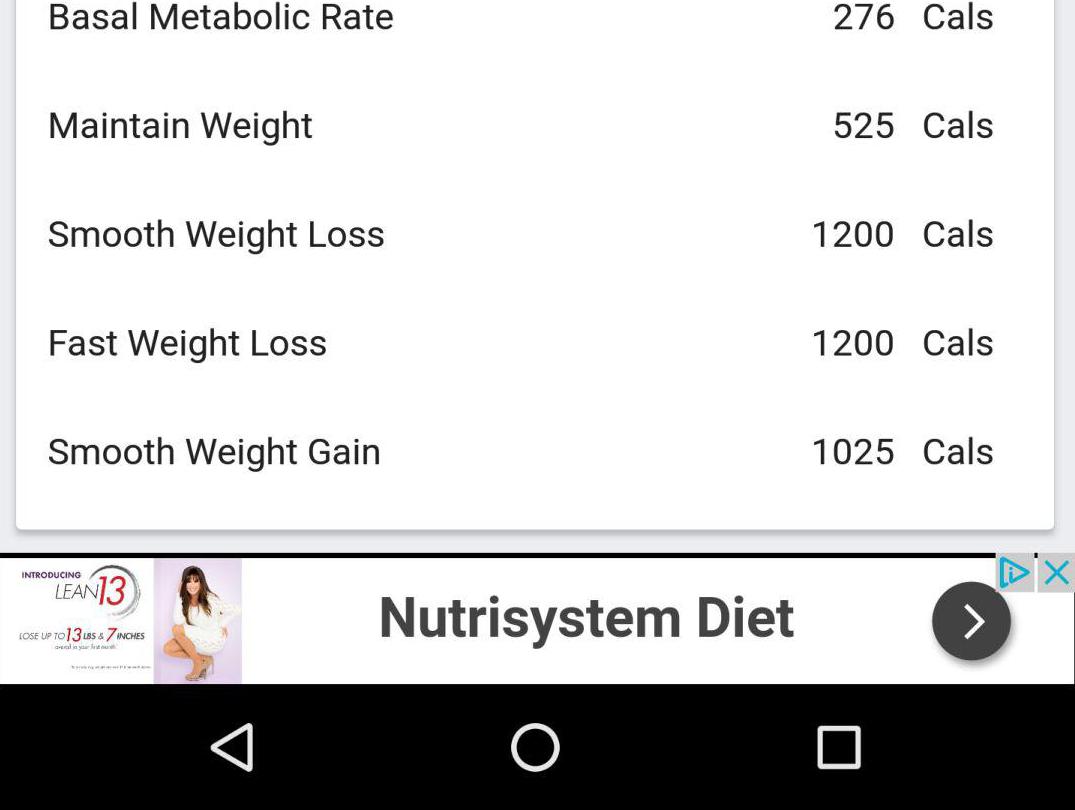 Basal Metabolic Rate 276 Cals
Maintain Weight 525 Cals
Smooth Weight Loss 1200 Cals
Fast Weight Loss 1200 Cals
Smooth Weight Gain 1025 Cals
INTRODUCING
LEAN13
LOSE UP TO 13 LBS & 7 INCHES
overall in your first month.
Nutrisystem Diet